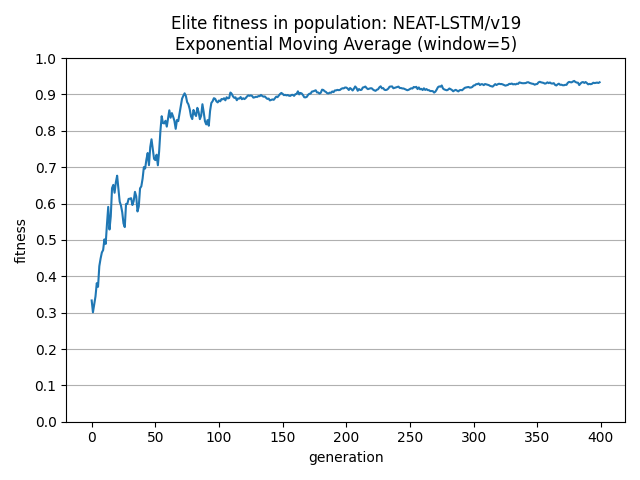 Elite fitness in population: NEAT-LSTM/v19
Exponential Moving Average (window=5)
1.0
0.9
0.8
0.7
0.6
0.5
0.4
0.3
0.2
0.1
0.0
fitness
0 50 100 150 200 250 300 350 400
generation